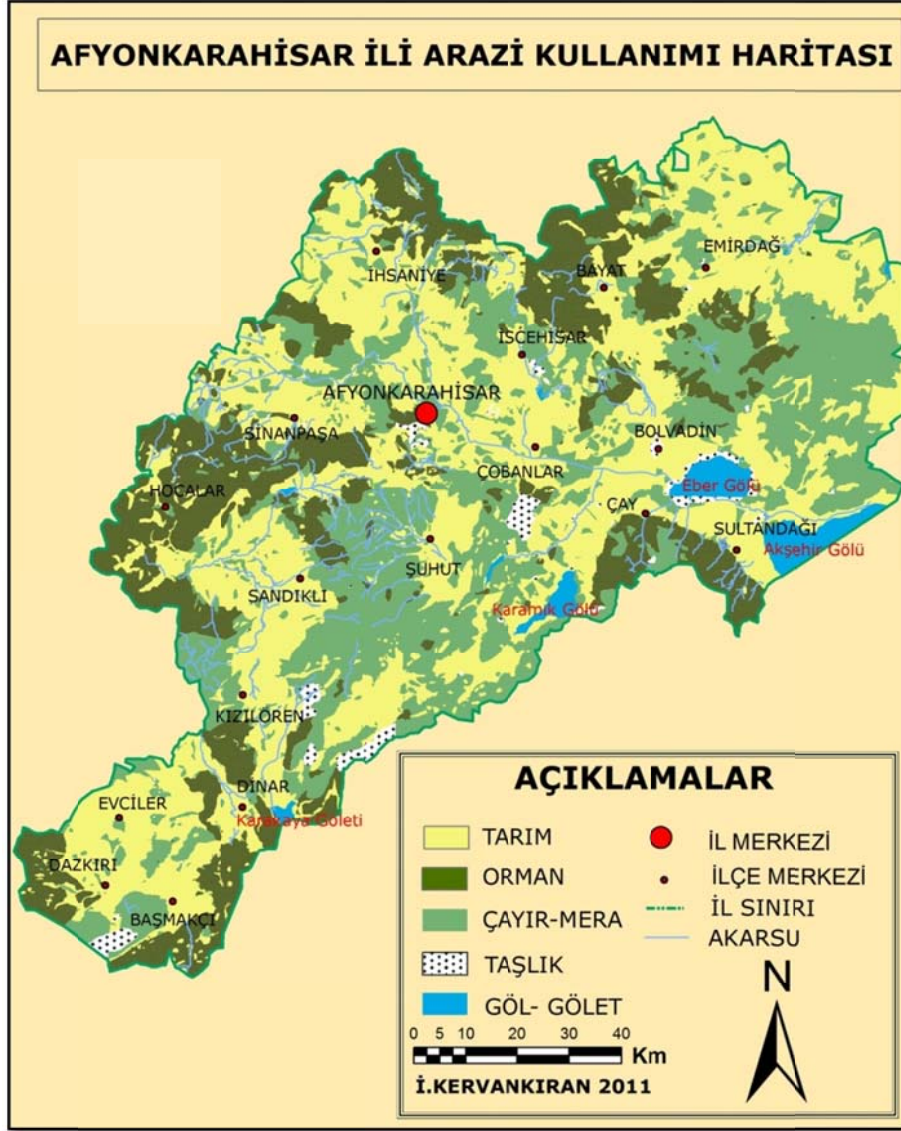 AFYONKARAHİSAR İLİ ARAZİ KULLANIMI HARİTASI
EMİRDAĞ
İHSANİYE
BAYAT
İSCEHİSAR
AFYONKARAHİSAR
SİNANPAŞA
BOLVADİN
ÇOBANLAR
HOCALAR
Eber Gölü
ÇAY
SULTANDAĞI
Akşehir Gölü
ŞUHUT
SANDIKLI
Karamık Gölü
KIZILÖREN
DİNAR
EVCİLER
Karakaya Göleti
DAZKIRI
BAŞMAKÇI
AÇIKLAMALAR
TARIM
ORMAN
ÇAYIR-MERA
TAŞLIK
GÖL- GÖLET
İL MERKEZİ
İLÇE MERKEZİ
İL SINIRI
AKARSU
N
0 5 10 20 30 40
Km
İ.KERVANKIRAN 2011